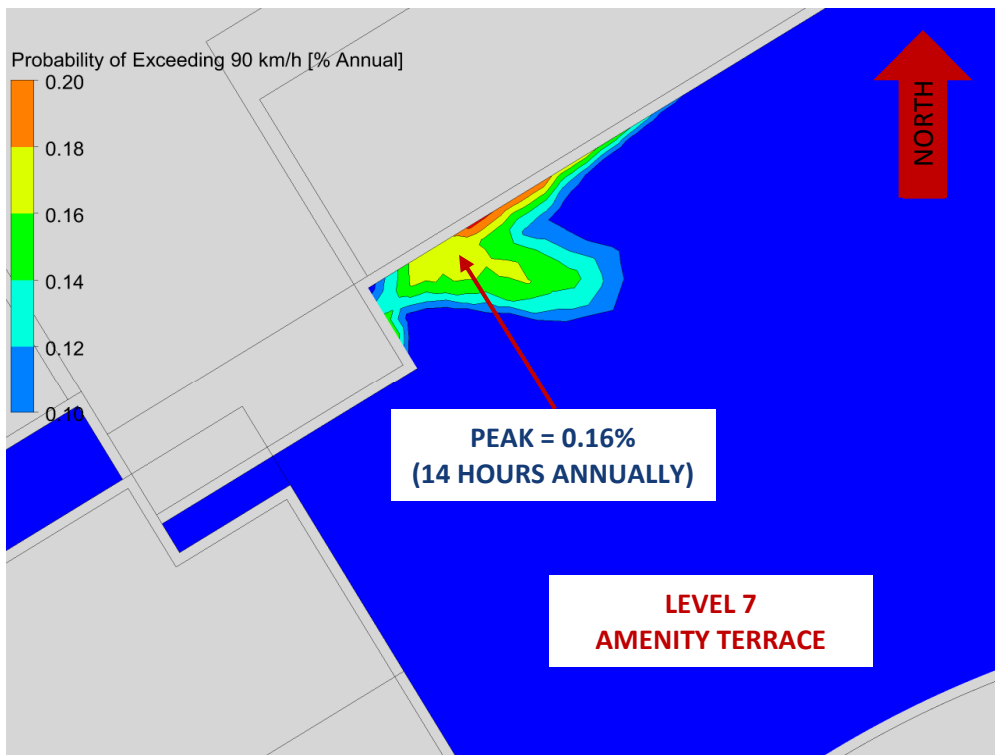 Probability of Exceeding 90 km/h [% Annual]
0.20
0.18
0.16
0.14
0.12
0.10
NORTH
PEAK = 0.16%
(14 HOURS ANNUALLY)
LEVEL 7
AMENITY TERRACE